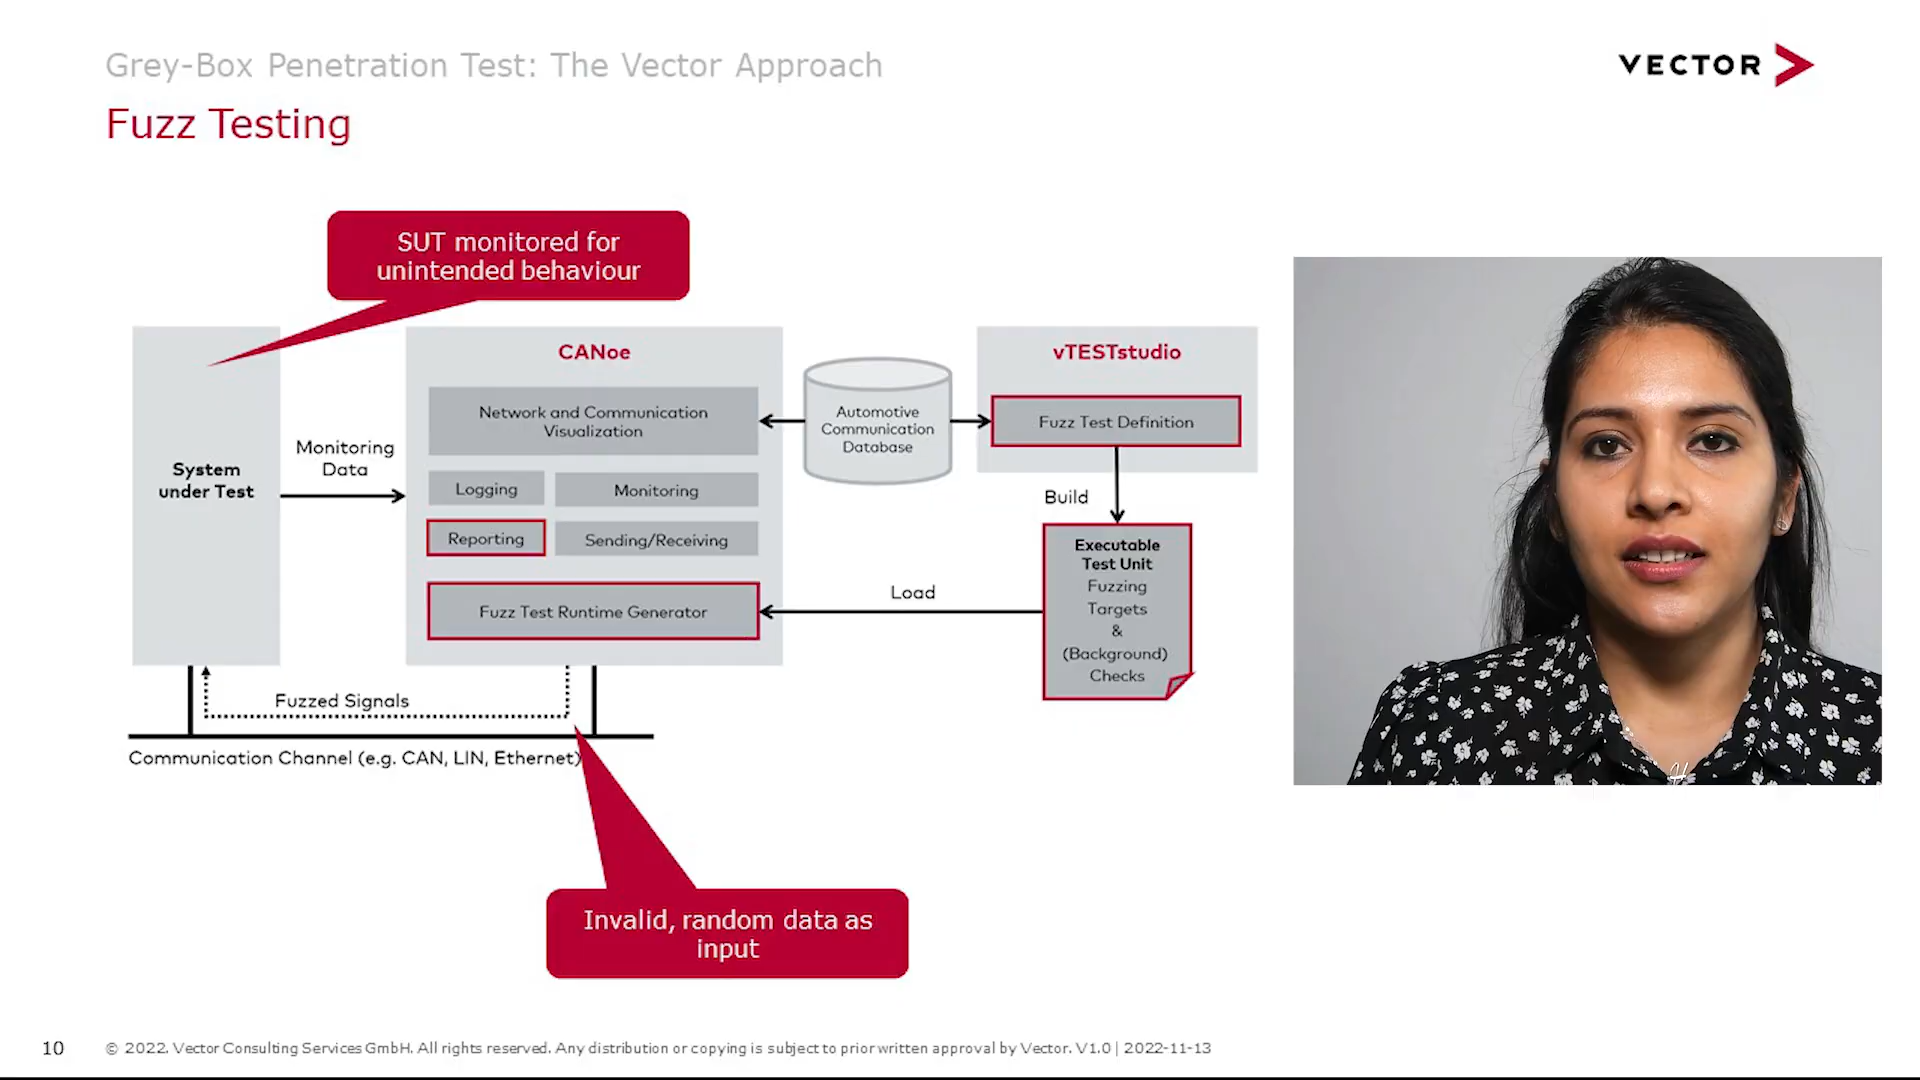 Grey-Box Penetration Test: The Vector Approach
VECTOR
Fuzz Testing
SUT monitored for
unintended behaviour
System
under Test
Monitoring
Data
CANoe
Network and Communication
Visualization
Logging
Monitoring
Reporting
Sending/Receiving
Fuzz Test Runtime Generator
Automotive
Communication
Database
vTESTstudio
Fuzz Test Definition
Build
Executable
Test Unit
Fuzzing
Targets
&
(Background)
Checks
Load
Fuzzed Signals
Communication Channel (e.g. CAN, LIN, Ethernet)
Invalid, random data as
input
10
© 2022. Vector Consulting Services GmbH. All rights reserved. Any distribution or copying is subject to prior written approval by Vector. V1.0 | 2022-11-13